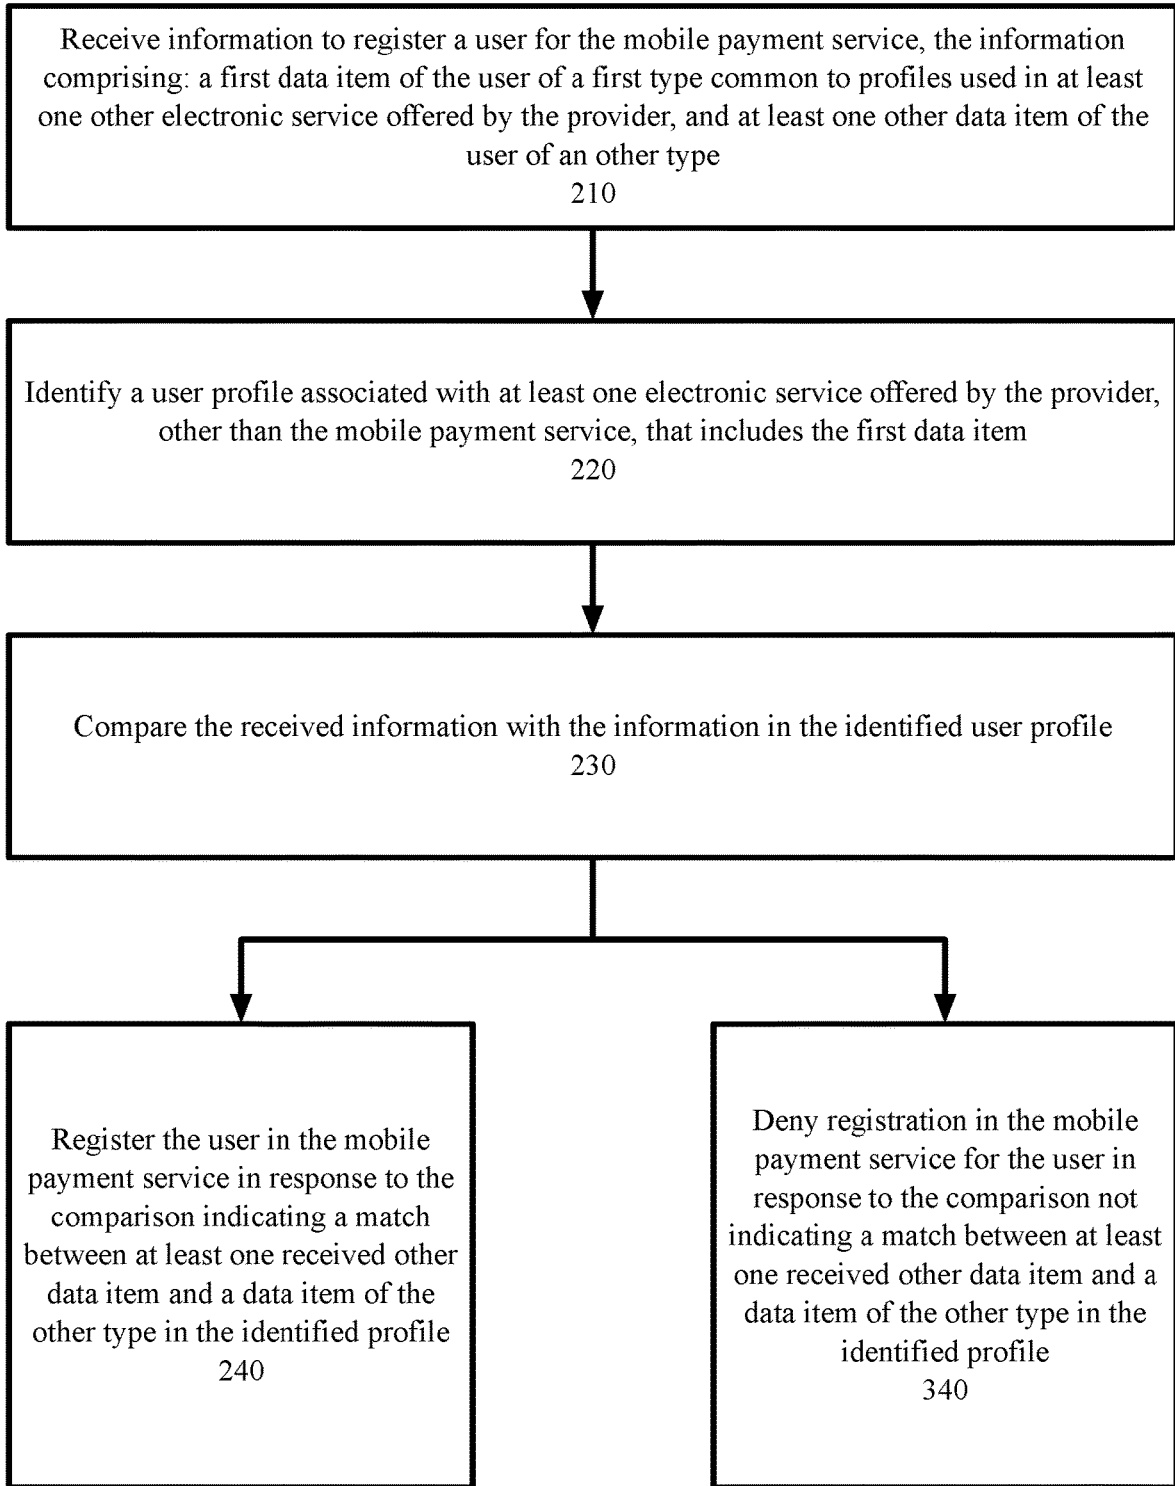 Receive information to register a user for the mobile payment service, the information
comprising: a first data item of the user of a first type common to profiles used in at least
one other electronic service offered by the provider, and at least one other data item of the
user of an other type
210
Identify a user profile associated with at least one electronic service offered by the provider,
other than the mobile payment service, that includes the first data item
220
Compare the received information with the information in the identified user profile
230
Register the user in the mobile
payment service in response to the
comparison indicating a match
between at least one received other
data item and a data item of the
other type in the identified profile
240
Deny registration in the mobile
payment service for the user in
response to the comparison not
indicating a match between at least
one received other data item and a
data item of the other type in the
identified profile
340